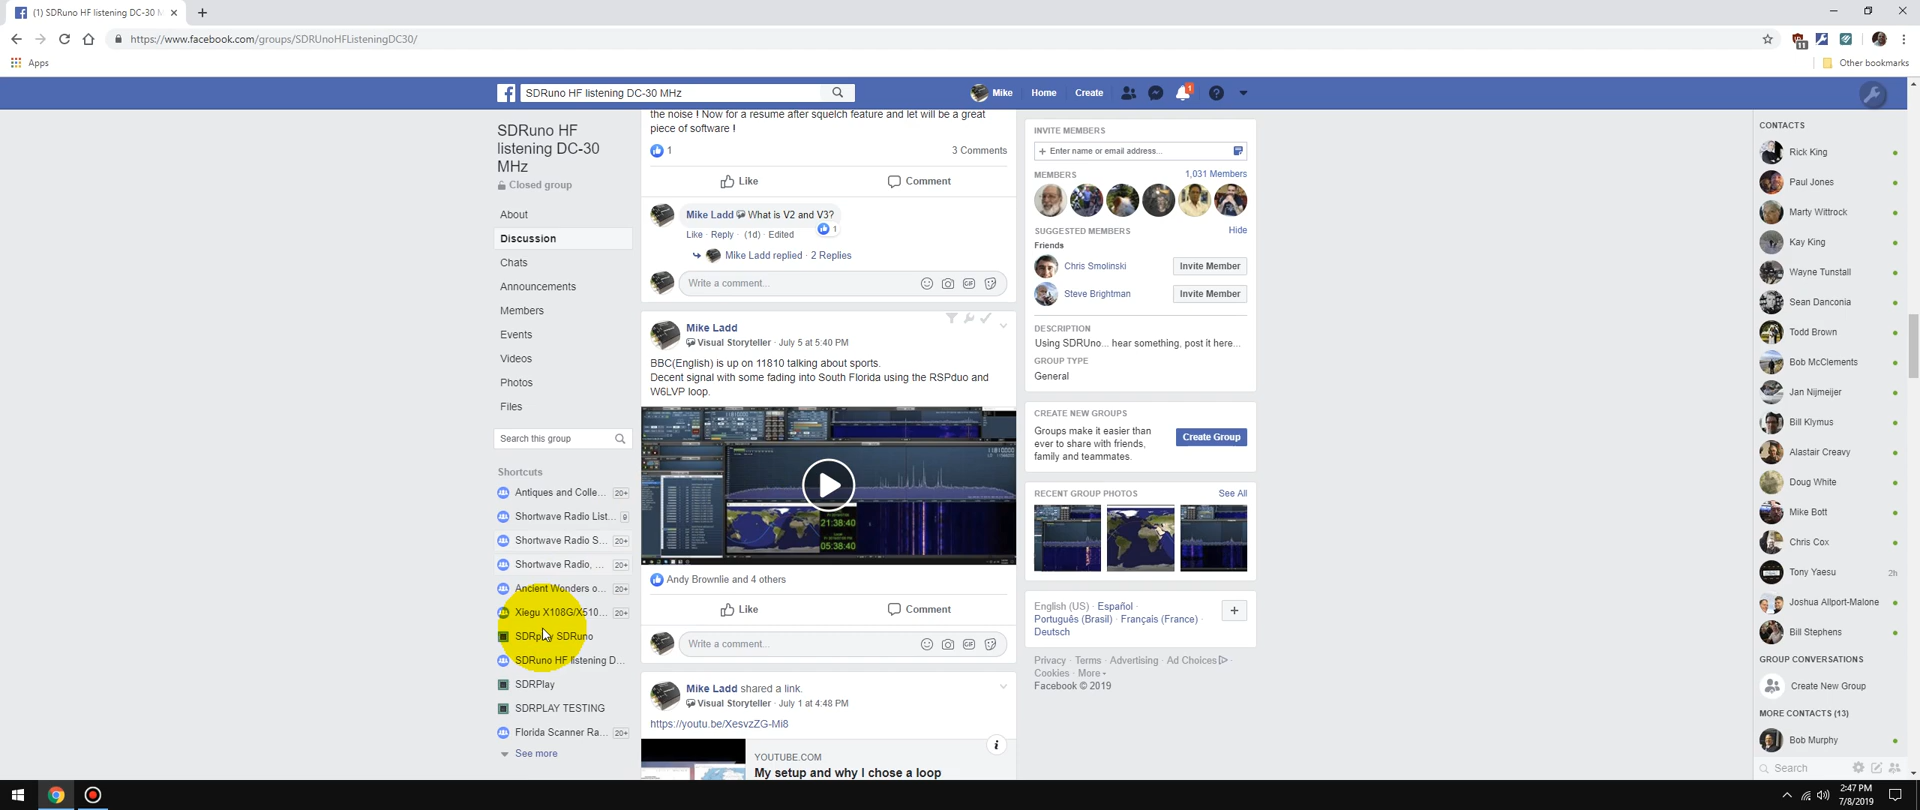 (1) SDRuno HF listening DC-30 M
https://www.facebook.com/groups/SDRUnoHFListeningDC30/
Apps
Other bookmarks
SDRuno HF listening DC-30 MHz
Mike
Home
Create
1
SDRuno HF
listening DC-30
MHz
Closed group
About
Discussion
Chats
Announcements
Members
Events
Videos
Photos
Files
Search this group
Shortcuts
Antiques and Colle... 20+
Shortwave Radio List... 9
Shortwave Radio S... 20+
Shortwave Radio, ... 20+
Ancient Wonders o... 20+
Xiegu X108G/X510... 20+
SDRplay SDRuno
SDRuno HF listening D...
SDRPlay
SDRPLAY TESTING
Florida Scanner Ra... 20+
See more
the noise ! Now for a resume after squelch feature and let will be a great
piece of software !
1
3 Comments
Like
Comment
Mike Ladd What is V2 and V3?
Like · Reply · (1d) · Edited
1
Mike Ladd replied · 2 Replies
Write a comment...
Mike Ladd
Visual Storyteller · July 5 at 5:40 PM
BBC(English) is up on 11810 talking about sports.
Decent signal with some fading into South Florida using the RSPduo and
W6LVP loop.
21:38:40
05:38:40
Andy Brownlie and 4 others
Like
Comment
Write a comment...
Mike Ladd shared a link.
Visual Storyteller · July 1 at 4:48 PM
https://youtu.be/XesvzZG-Mi8
YOUTUBE.COM
My setup and why I chose a loop
INVITE MEMBERS
+ Enter name or email address...
MEMBERS
1,031 Members
SUGGESTED MEMBERS
Hide
Friends
Chris Smolinski
Invite Member
Steve Brightman
Invite Member
DESCRIPTION
Using SDRUno... hear something, post it here...
GROUP TYPE
General
CREATE NEW GROUPS
Groups make it easier than
ever to share with friends,
family and teammates.
Create Group
RECENT GROUP PHOTOS
See All
English (US) · Español ·
Português (Brasil) · Français (France) ·
Deutsch
Privacy · Terms · Advertising · Ad Choices ·
Cookies · More
Facebook © 2019
CONTACTS
Rick King
Paul Jones
Marty Wittrock
Kay King
Wayne Tunstall
Sean Danconia
Todd Brown
Bob McClements
Jan Nijmeijer
Bill Klymus
Alastair Creavy
Doug White
Mike Bott
Chris Cox
Tony Yaesu 2h
Joshua Allport-Malone
Bill Stephens
GROUP CONVERSATIONS
Create New Group
MORE CONTACTS (13)
Bob Murphy
Search
2:47 PM
7/8/2019